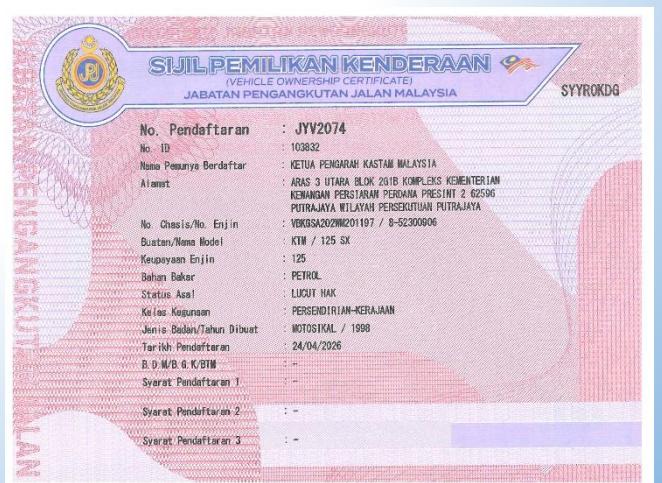 SIJIL PEMILIKAN KENDERAAN
(VEHICLE OWNERSHIP CERTIFICATE)
JABATAN PENGANGKUTAN JALAN MALAYSIA
SYYROKDG
JPJ
No. Pendaftaran : JYV2074
No. ID : 103832
Nama Pemunya Berdaftar : KETUA PENGARAH KASTAM MALAYSIA
Alamat : ARAS 3 UTARA BLOK 2G1B KOMPLEKS KEMENTERIAN
KEWANGAN PERSIARAN PERDANA PRESINT 2 62596
PUTRAJAYA WILAYAH PERSEKUTUAN PUTRAJAYA
No. Chasis/No. Enjin : VBKGSA202WM201197 / 8-52300906
Buatan/Nama Model : KTM / 125 SX
Keupayaan Enjin : 125
Bahan Bakar : PETROL
Status Asal : LUCUT HAK
Kelas Kegunaan : PERSENDIRIAN-KERAJAAN
Jenis Badan/Tahun Dibuat : MOTOSIKAL / 1998
Tarikh Pendaftaran : 24/04/2026
B.D.M/B.G.K/BTM : -
Syarat Pendaftaran 1 : -
Syarat Pendaftaran 2 : -
Syarat Pendaftaran 3 : -